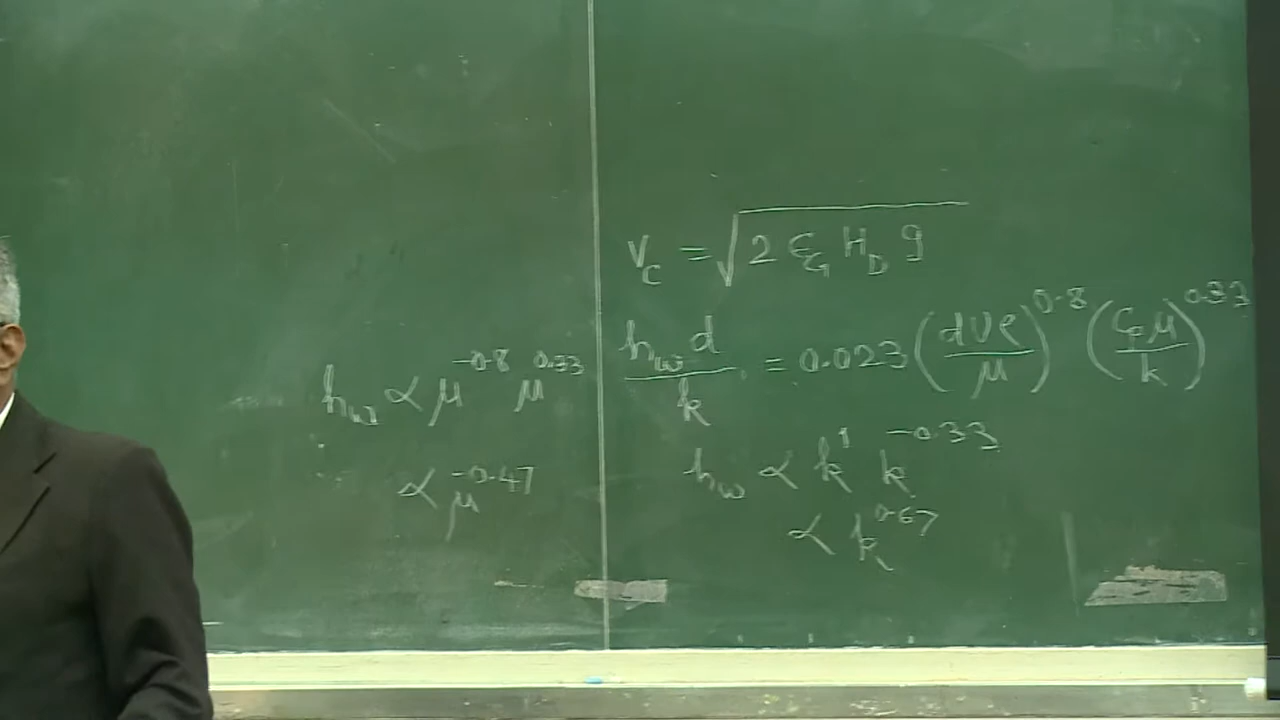 V_C = √(2 ε_G H_D g)
h_w d / k = 0.023 (dVρ / μ)^0.8 (C_p μ / k)^0.33
h_w ∝ k^1 k^-0.33
∝ k^0.67
h_w ∝ μ^-0.8 μ^0.33
∝ μ^-0.47